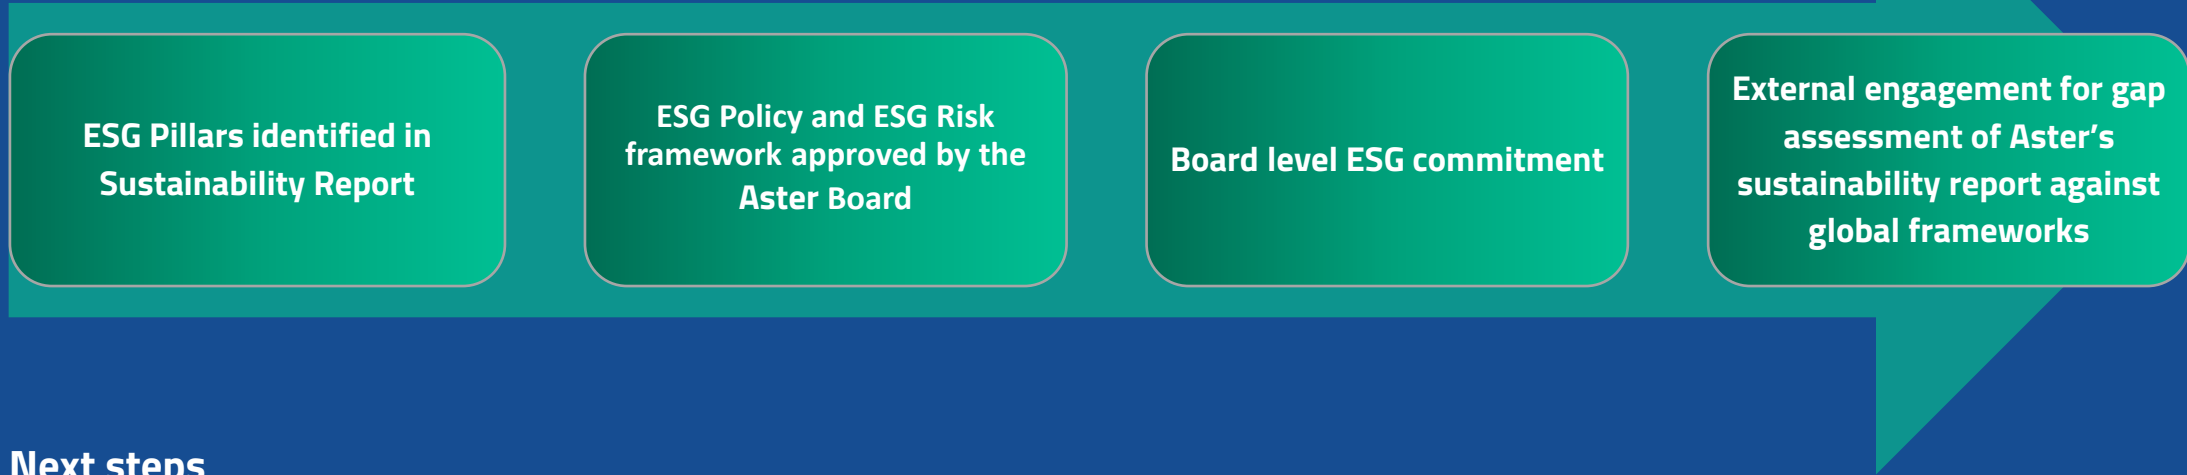 ESG Pillars identified in
Sustainability Report
ESG Policy and ESG Risk
framework approved by the
Aster Board
Board level ESG commitment
External engagement for gap
assessment of Aster’s
sustainability report against
global frameworks
Next steps